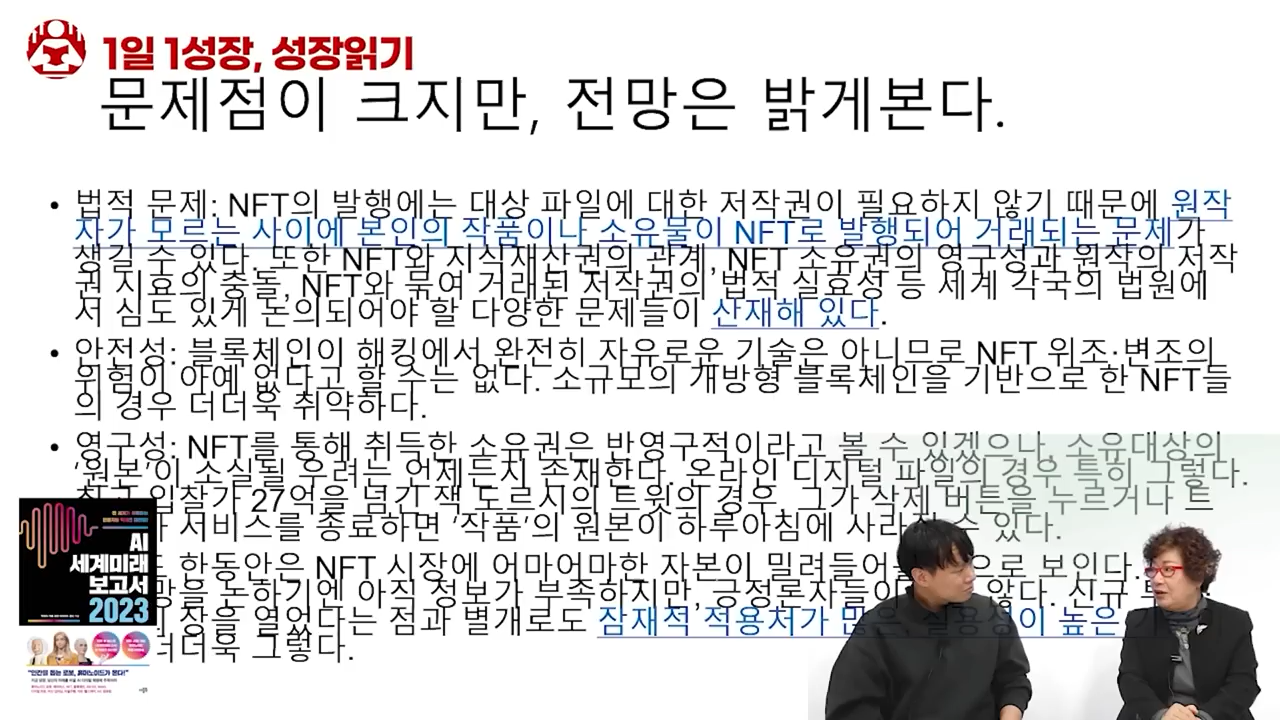 1일 1성장, 성장읽기
문제점이 크지만, 전망은 밝게본다.
• 법적 문제: NFT의 발행에는 대상 파일에 대한 저작권이 필요하지 않기 때문에 원작
자가 모르는 사이에 본인의 작품이나 소유물이 NFT로 발행되어 거래되는 문제가
생길 수 있다. 또한 NFT와 지식재산권의 관계, NFT 소유권의 영구성과 원작의 저작
권 시효의 충돌, NFT와 묶여 거래된 저작권의 법적 실효성 등 세계 각국의 법원에
서 심도 있게 논의되어야 할 다양한 문제들이 산재해 있다.
• 안전성: 블록체인이 해킹에서 완전히 자유로운 기술은 아니므로 NFT 위조·변조의
위험이 아예 없다고 할 수는 없다. 소규모의 개방형 블록체인을 기반으로 한 NFT들
의 경우 더더욱 취약하다.
• 영구성: NFT를 통해 취득한 소유권은 반영구적이라고 볼 수 있겠으나, 소유대상의
'원본'이 소실될 우려는 언제든지 존재한다. 온라인 디지털 파일의 경우 특히 그렇다.
입찰가 27억을 넘긴 잭 도르시의 트윗의 경우, 그가 삭제 버튼을 누르거나 트
서비스를 종료하면 '작품'의 원본이 하루아침에 사라질 수 있다.
한동안은 NFT 시장에 어마어마한 자본이 밀려들어 으로 보인다.
논하기엔 아직 정보가 부족하지만, 긍정론자들이 않다. 신규
장을 열었다는 점과 별개로도 잠재적 적용처가 많은, 실용성이 높은
더더욱 그렇다.
AI
세계미래
보고서
2023
"인간을 돕는 로봇, 휴머노이드가 온다!"